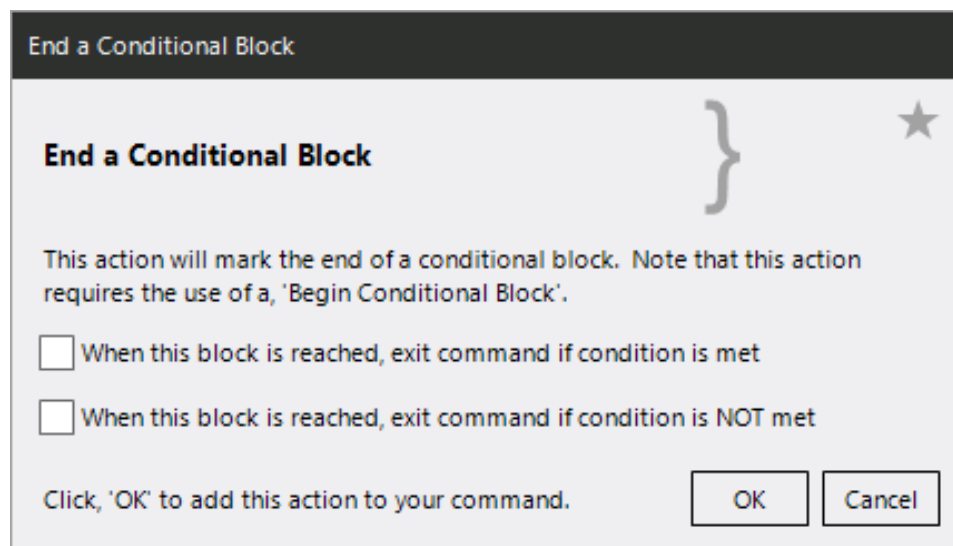 End a Conditional Block
End a Conditional Block
}
This action will mark the end of a conditional block.  Note that this action
requires the use of a, 'Begin Conditional Block'.
When this block is reached, exit command if condition is met
When this block is reached, exit command if condition is NOT met
Click, 'OK' to add this action to your command.
OK
Cancel